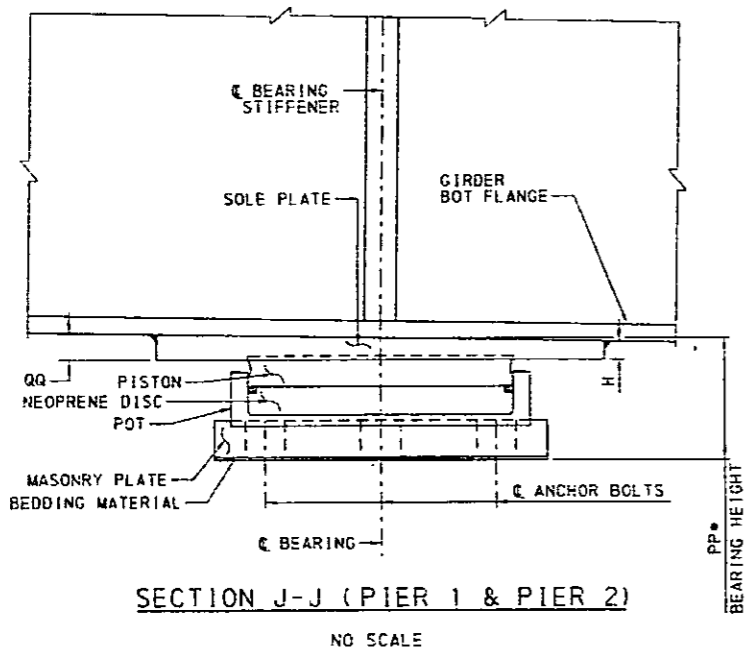 ℄ BEARING
STIFFENER
SOLE PLATE
GIRDER
BOT FLANGE
QQ
PISTON
NEOPRENE DISC
POT
H
MASONRY PLATE
BEDDING MATERIAL
℄ ANCHOR BOLTS
℄ BEARING
PP*
BEARING HEIGHT
SECTION J-J (PIER 1 & PIER 2)
NO SCALE